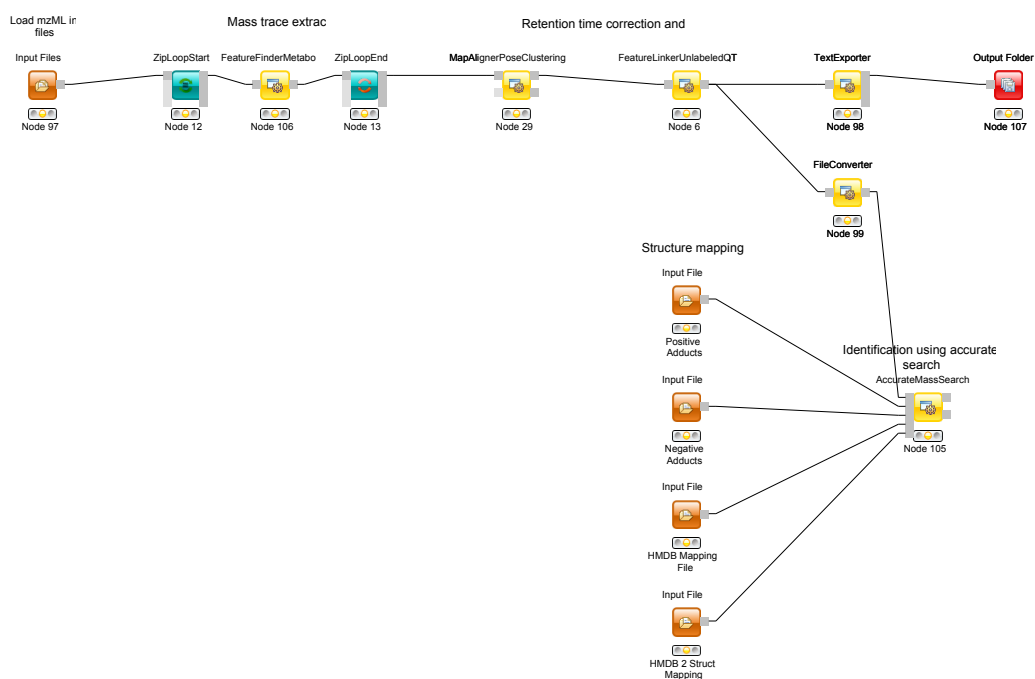 Load mzML in
files
Mass trace extrac
Retention time correction and
Input Files
ZipLoopStart
FeatureFinderMetabo
ZipLoopEnd
MapAlignerPoseClustering
FeatureLinkerUnlabeledQT
TextExporter
Output Folder
Node 97
Node 12
Node 106
Node 13
Node 29
Node 6
Node 98
Node 107
FileConverter
Node 99
Structure mapping
Input File
Positive
Adducts
Identification using accurate
search
AccurateMassSearch
Node 105
Input File
Negative
Adducts
Input File
HMDB Mapping
File
Input File
HMDB 2 Struct
Mapping